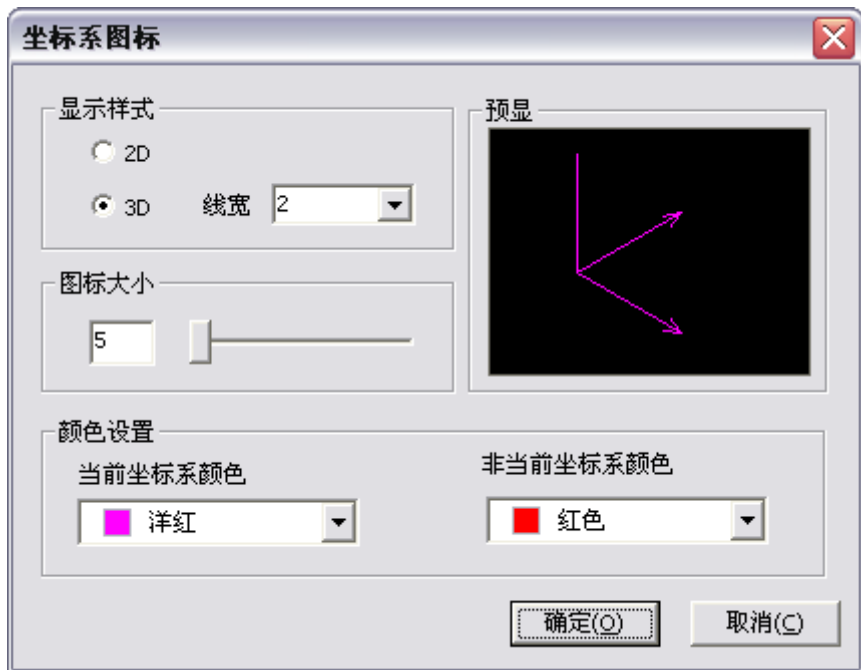 坐标系图标
显示样式
2D
3D 线宽 2
图标大小
5
预显
颜色设置
当前坐标系颜色
洋红
非当前坐标系颜色
红色
确定(O)
取消(C)